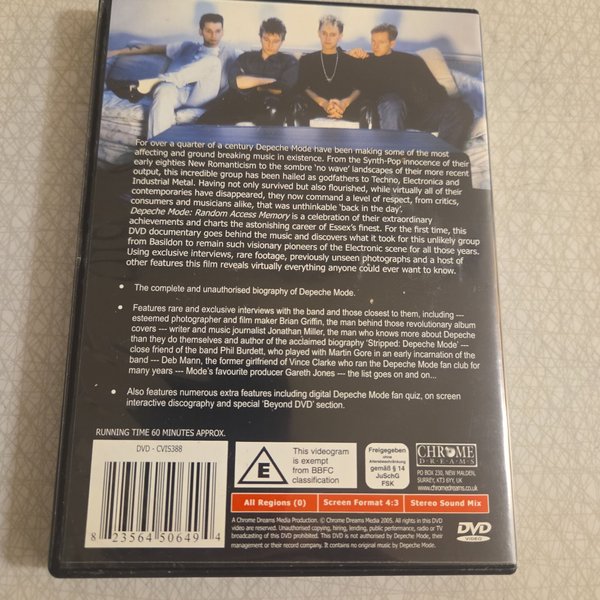 For over a quarter of a century Depeche Mode have been making some of the most
affecting and ground breaking music in existence. From the Synth-Pop innocence of their
early eighties New Romanticism to the sombre 'no wave' landscapes of their more recent
output, this incredible group has been hailed as godfathers to Techno, Electronica and
Industrial Metal. Having not only survived but also flourished, while virtually all of their
contemporaries have disappeared, they now command a level of respect, from critics,
consumers and musicians alike, that was unthinkable 'back in the day'.
Depeche Mode: Random Access Memory is a celebration of their extraordinary
achievements and charts the astonishing career of Essex's finest. For the first time, this
DVD documentary goes behind the music and discovers what it took for this unlikely group
from Basildon to remain such visionary pioneers of the Electronic scene for all those years.
Using exclusive interviews, rare footage, previously unseen photographs and a host of
other features this film reveals virtually everything anyone could ever want to know.
• The complete and unauthorised biography of Depeche Mode.
• Features rare and exclusive interviews with the band and those closest to them, including ---
esteemed photographer and film maker Brian Griffin, the man behind those revolutionary album
covers --- writer and music journalist Jonathan Miller, the man who knows more about Depeche
than they do themselves and author of the acclaimed biography 'Stripped: Depeche Mode' ---
close friend of the band Phil Burdett, who played with Martin Gore in an early incarnation of the
band --- Deb Mann, the former girlfriend of Vince Clarke who ran the Depeche Mode fan club for
many years --- Mode's favourite producer Gareth Jones --- the list goes on and on...
• Also features numerous extra features including digital Depeche Mode fan quiz, on screen
interactive discography and special 'Beyond DVD' section.
RUNNING TIME 60 MINUTES APPROX.
DVD - CVIS388
8 23564 50649 4
E
This videogram
is exempt
from BBFC
classification
Freigegeben
ohne
Altersbeschränkung
gemäß § 14
JuSchG
FSK
CHROME
DREAMS
PO BOX 230, NEW MALDEN,
SURREY, KT3 6YY, UK
www.chromedreams.co.uk
All Regions (0)
Screen Format 4:3
Stereo Sound Mix
A Chrome Dreams Media Production. © Chrome Dreams Media 2005. All rights in this DVD
video are reserved. Unauthorised copying, hiring, lending, public performance, radio or TV
broadcasting of this DVD is prohibited. This DVD is not authorised by Depeche Mode, their
management or their record company. It contains no original music by Depeche Mode.
DVD
VIDEO